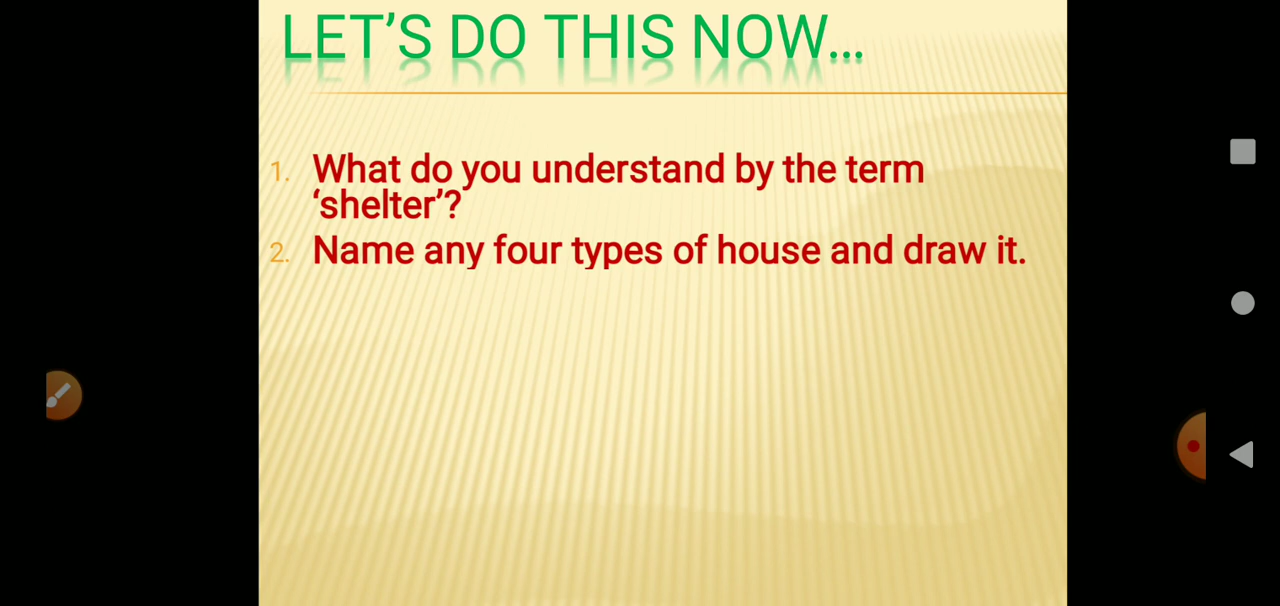 LET’S DO THIS NOW...
1. What do you understand by the term
‘shelter’?
2. Name any four types of house and draw it.